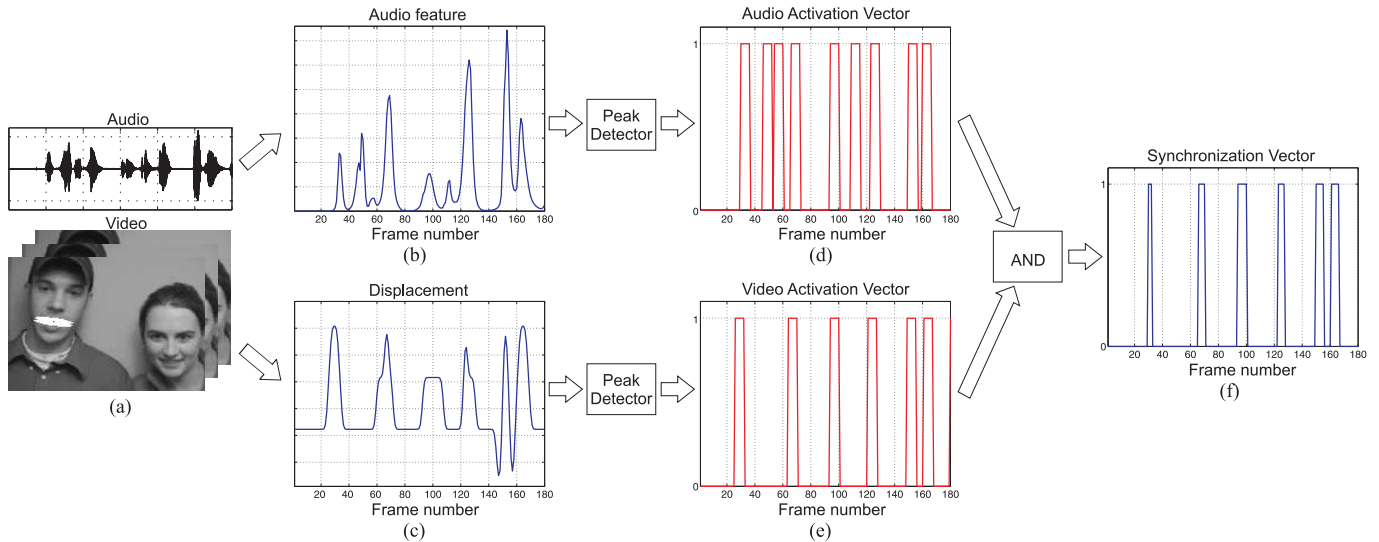 Audio
Video
(a)
Audio feature
20 40 60 80 100 120 140 160 180
Frame number
(b)
Displacement
20 40 60 80 100 120 140 160 180
Frame number
(c)
Peak
Detector
Peak
Detector
Audio Activation Vector
1
0
20 40 60 80 100 120 140 160 180
Frame number
(d)
Video Activation Vector
1
0
20 40 60 80 100 120 140 160 180
Frame number
(e)
AND
Synchronization Vector
1
0
20 40 60 80 100 120 140 160 180
Frame number
(f)